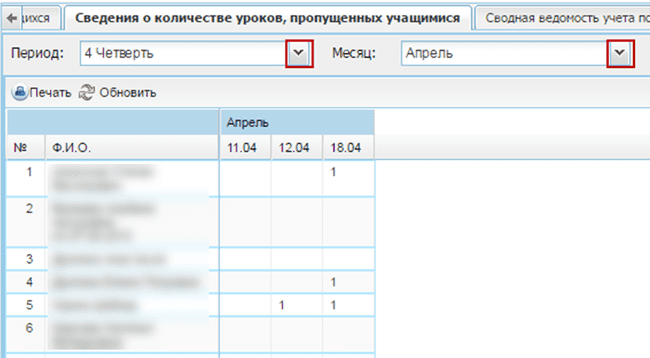 щихся Сведения о количестве уроков, пропущенных учащимися Сводная ведомость учета по
Период: 4 Четверть Месяц: Апрель
Печать Обновить
Апрель
№ Ф.И.О. 11.04 12.04 18.04
1 1
2
3
4 1
5 1 1
6